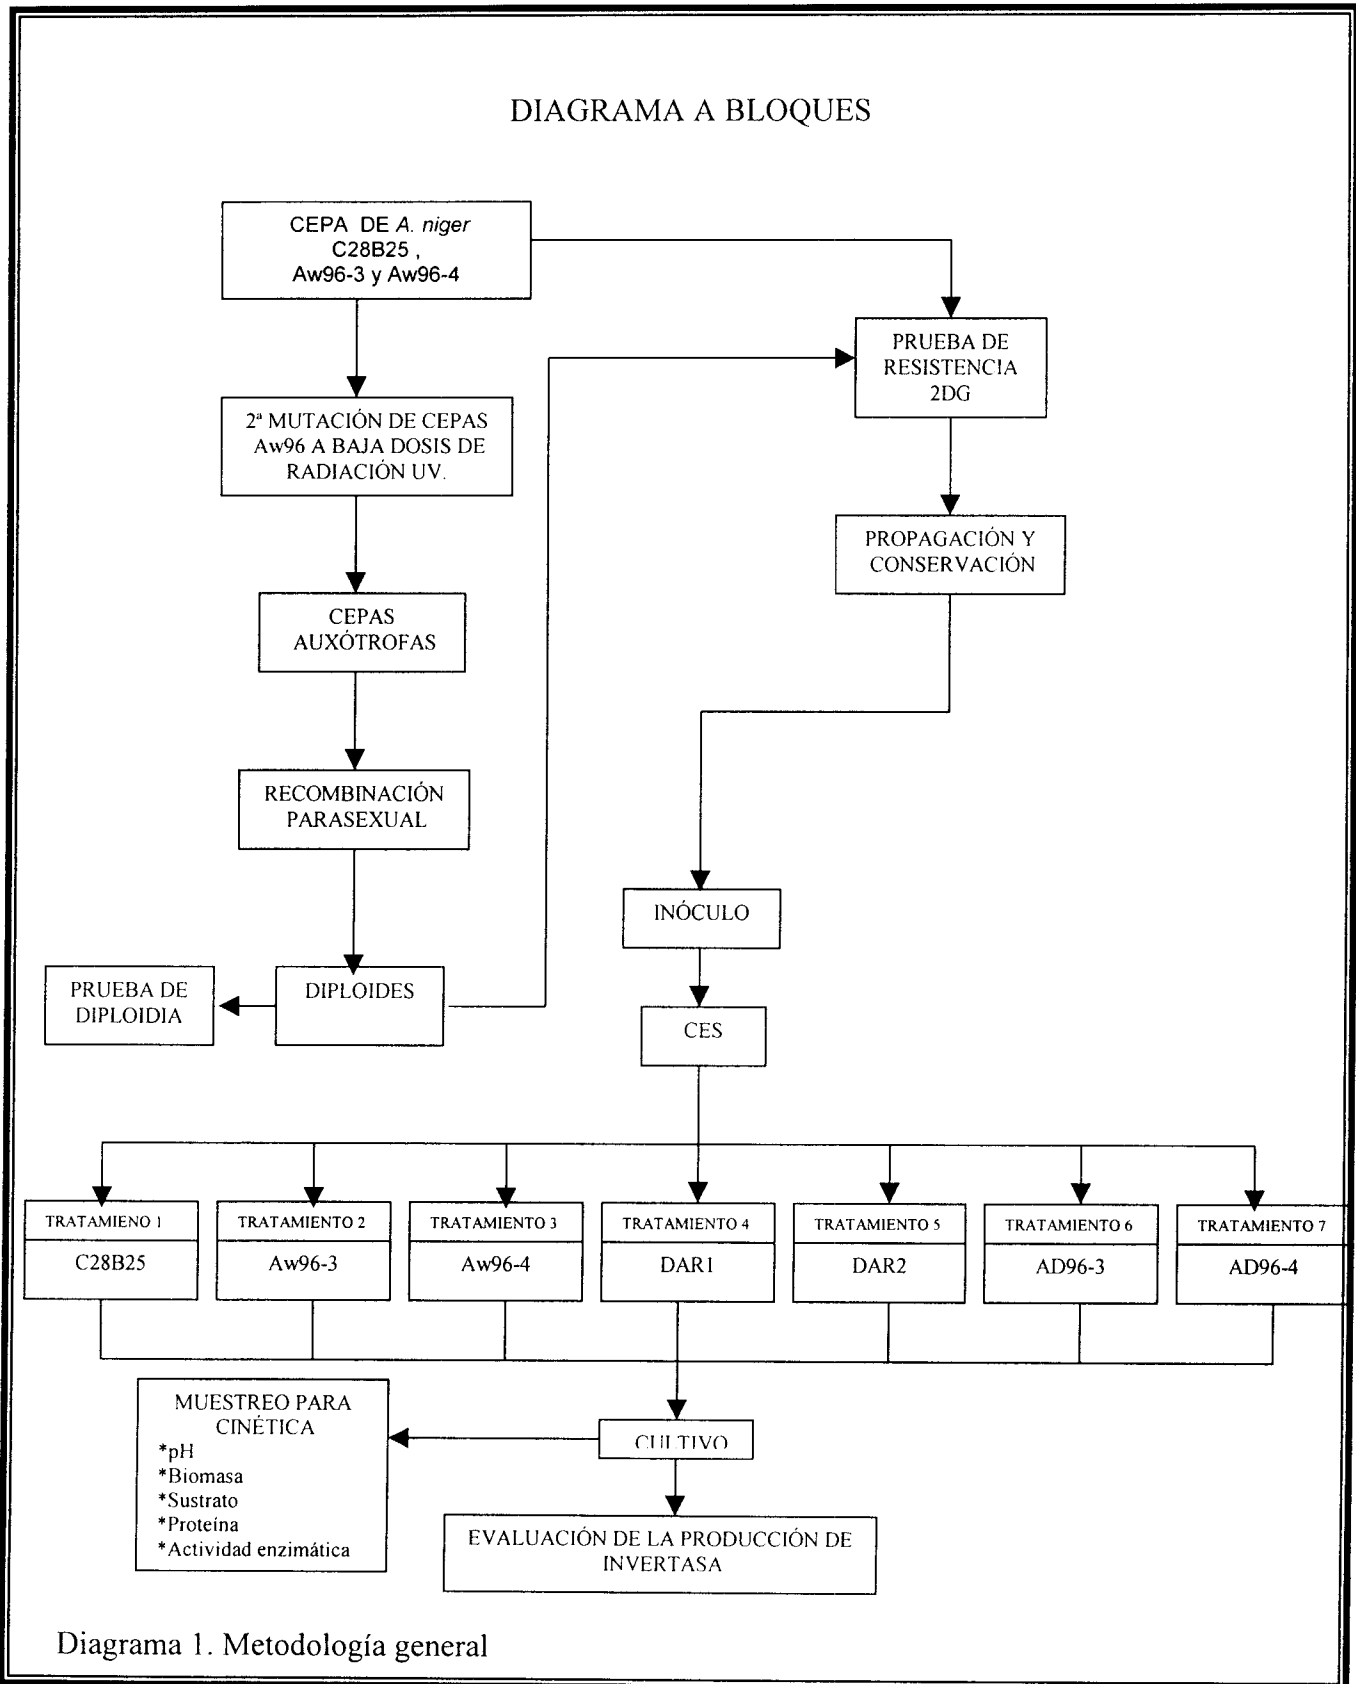 DIAGRAMA A BLOQUES
CEPA DE A. niger
C28B25 ,
Aw96-3 y Aw96-4
PRUEBA DE
RESISTENCIA
2DG
2ª MUTACIÓN DE CEPAS
Aw96 A BAJA DOSIS DE
RADIACIÓN UV.
PROPAGACIÓN Y
CONSERVACIÓN
CEPAS
AUXÓTROFAS
RECOMBINACIÓN
PARASEXUAL
INÓCULO
PRUEBA DE
DIPLOIDIA
DIPLOIDES
CES
TRATAMIENO 1
C28B25
TRATAMIENTO 2
Aw96-3
TRATAMIENTO 3
Aw96-4
TRATAMIENTO 4
DAR1
TRATAMIENTO 5
DAR2
TRATAMIENTO 6
AD96-3
TRATAMIENTO 7
AD96-4
MUESTREO PARA
CINÉTICA
*pH
*Biomasa
*Sustrato
*Proteína
*Actividad enzimática
CULTIVO
EVALUACIÓN DE LA PRODUCCIÓN DE
INVERTASA
Diagrama 1. Metodología general